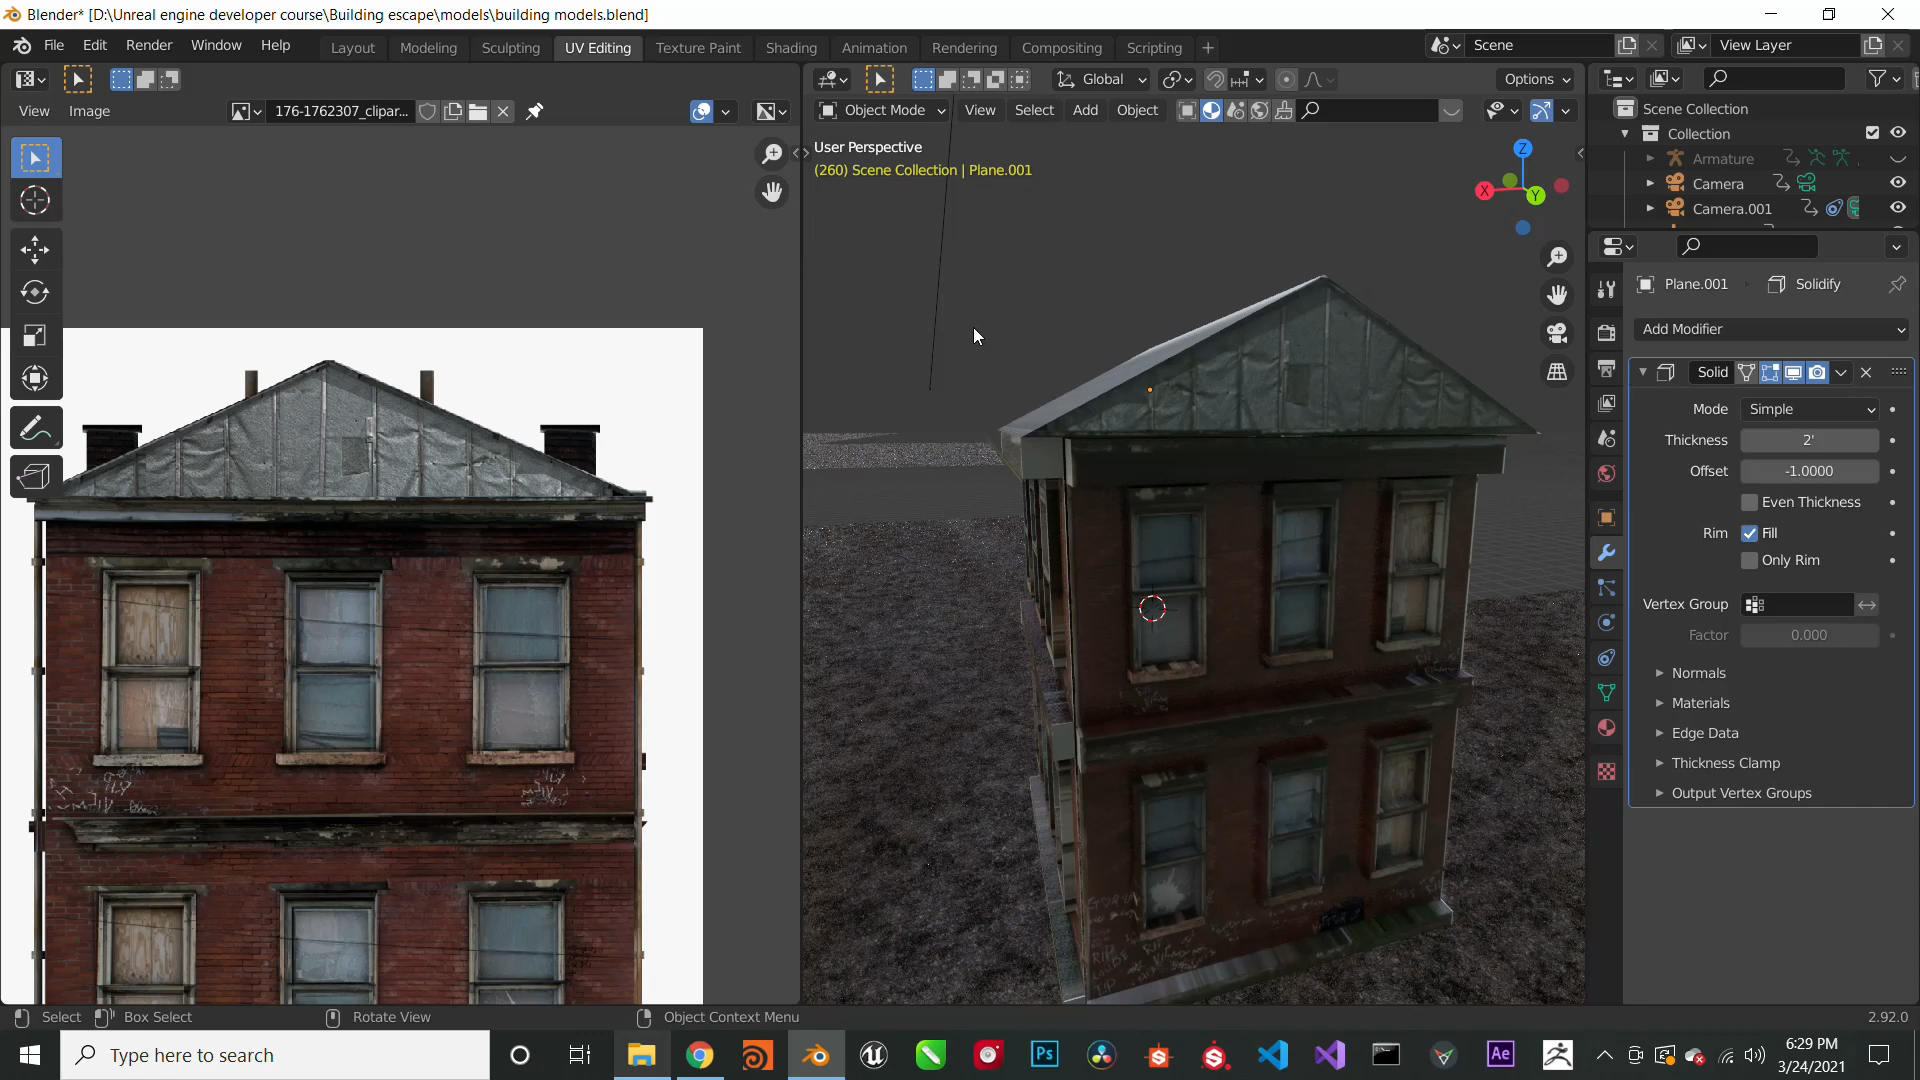 Blender* [D:\Unreal engine developer course\Building escape\models\building models.blend]
File Edit Render Window Help
Layout Modeling Sculpting UV Editing Texture Paint Shading Animation Rendering Compositing Scripting +
Scene
View Layer
Global
Options
View Image
176-1762307_clipar...
Object Mode View Select Add Object
User Perspective
(260) Scene Collection | Plane.001
Z
X
Y
Scene Collection
Collection
Armature
Camera
Camera.001
Plane.001
Solidify
Add Modifier
Solid
Mode Simple
Thickness 2'
Offset -1.0000
Even Thickness
Rim Fill
Only Rim
Vertex Group
Factor 0.000
Normals
Materials
Edge Data
Thickness Clamp
Output Vertex Groups
Select Box Select Rotate View Object Context Menu
2.92.0
Type here to search
Ps
Ae
6:29 PM
3/24/2021